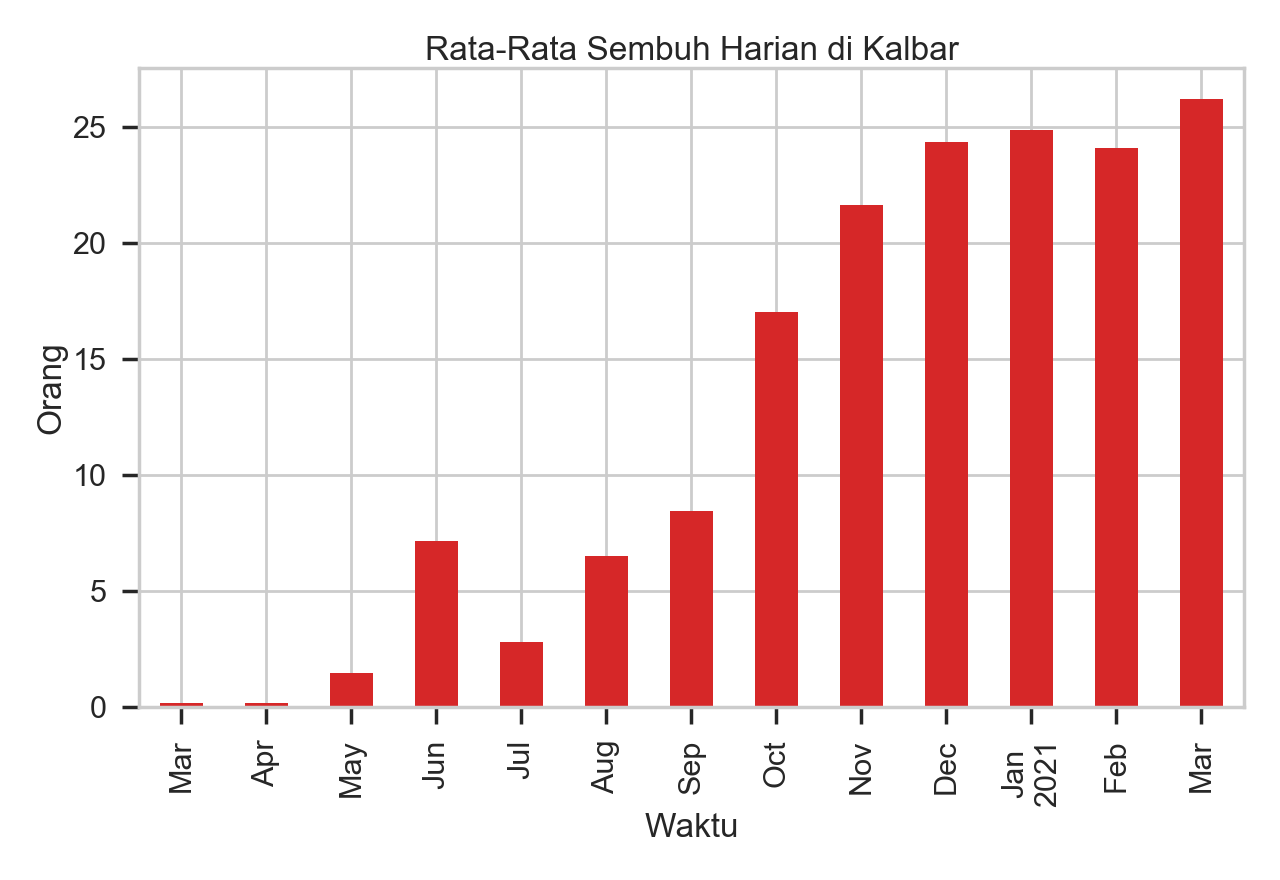 Rata-Rata Sembuh Harian di Kalbar
25
20
15
10
5
0
Orang
Mar
Apr
May
Jun
Jul
Aug
Sep
Oct
Nov
Dec
Jan
2021
Feb
Mar
Waktu